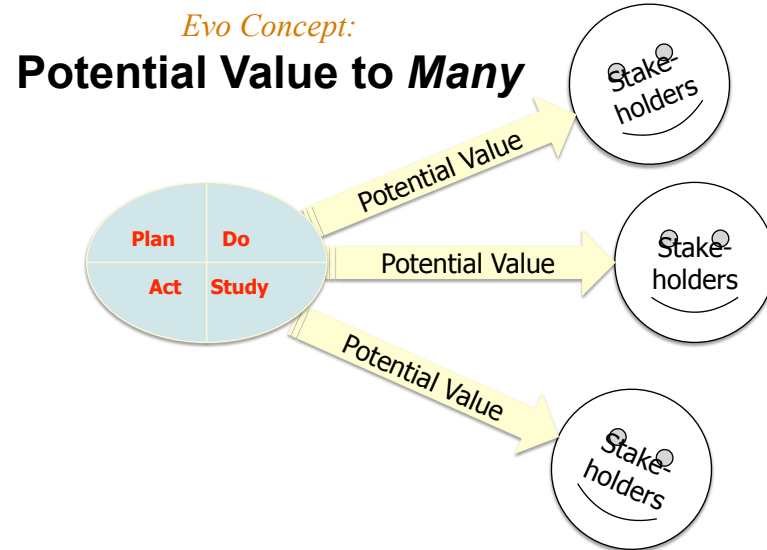 Evo Concept:
Potential Value to Many
Stake-
holders
Potential Value
Plan
Do
Act
Study
Potential Value
Stake-
holders
Potential Value
Stake-
holders